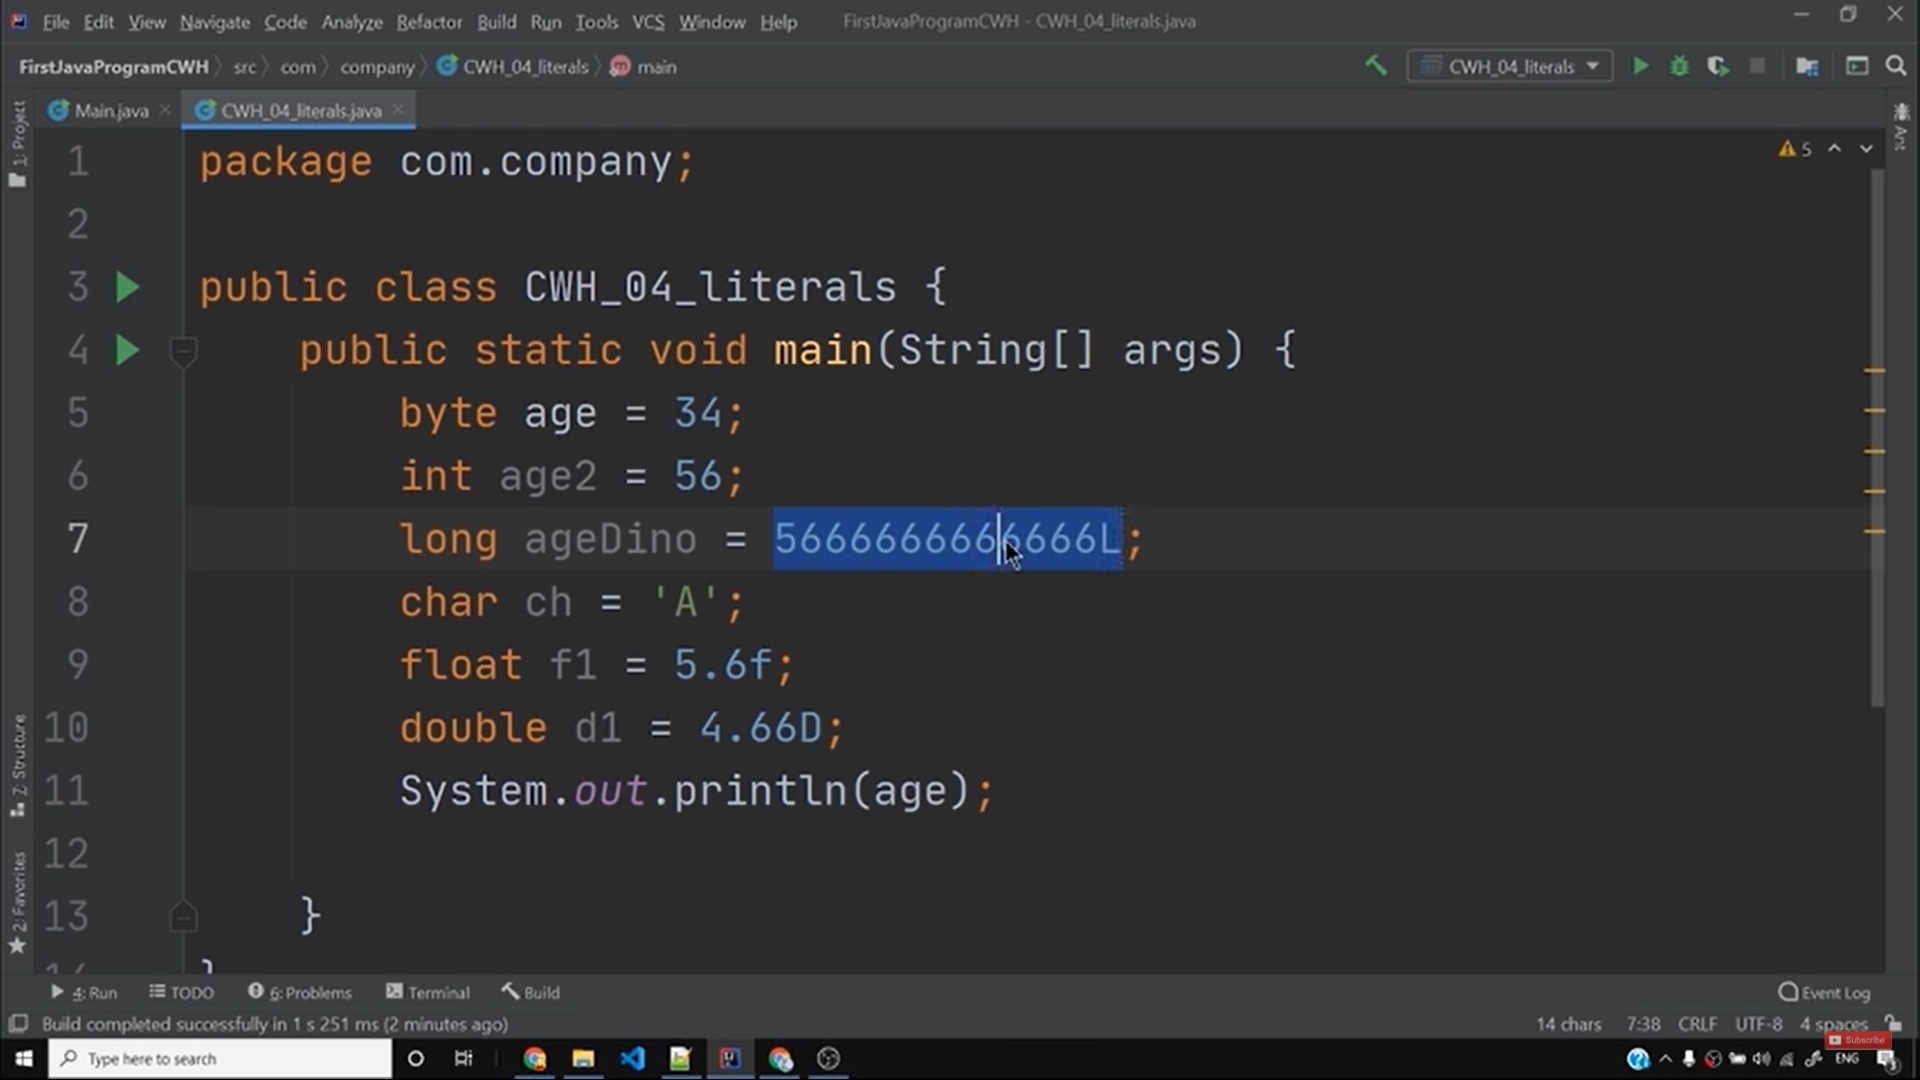 File Edit View Navigate Code Analyze Refactor Build Run Tools VCS Window Help FirstJavaProgramCWH - CWH_04_literals.java
FirstJavaProgramCWH src com company CWH_04_literals main CWH_04_literals
Main.java CWH_04_literals.java
1: Project
Ant
5
1 package com.company;
2
3 public class CWH_04_literals {
4 public static void main(String[] args) {
5 byte age = 34;
6 int age2 = 56;
7 long ageDino = 5666666666666L;
8 char ch = 'A';
9 float f1 = 5.6f;
10 double d1 = 4.66D;
11 System.out.println(age);
12
13 }
14 }
7: Structure
2: Favorites
4: Run TODO 6: Problems Terminal Build Event Log
Build completed successfully in 1 s 251 ms (2 minutes ago) 14 chars 7:38 CRLF UTF-8 4 spaces
Subscribe
Type here to search ENG